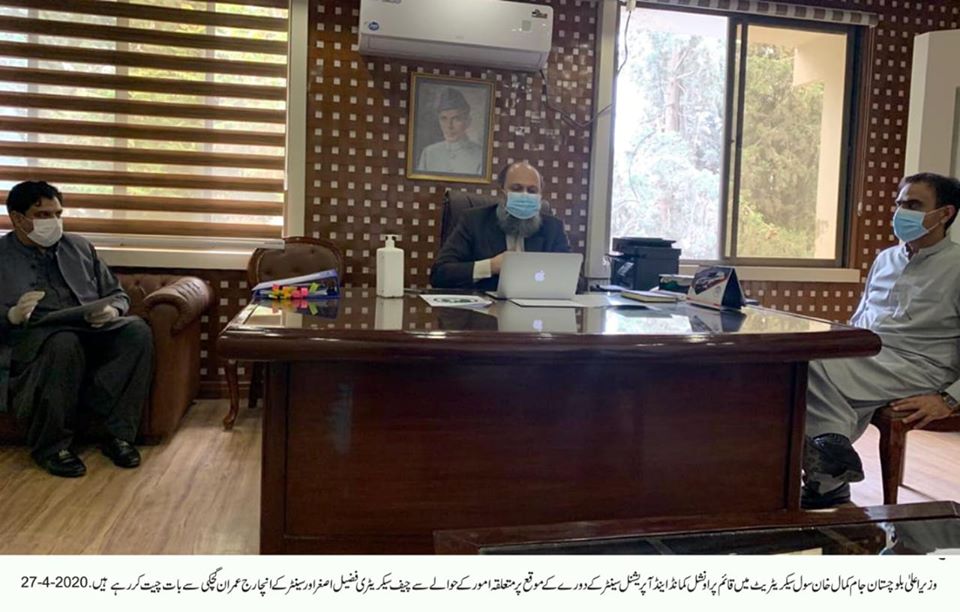 وزیراعلیٰ بلوچستان جام کمال خان سول سیکریٹریٹ میں قائم پراونشل کمانڈ اینڈ آپریشنل سینٹر کے دورے کے موقع پر متعلقہ امور کے حوالے سے چیف سیکریٹری فضیل اصغر اور سینٹر کے انچارج عمران گچکی سے بات چیت کر رہے ہیں۔27-4-2020